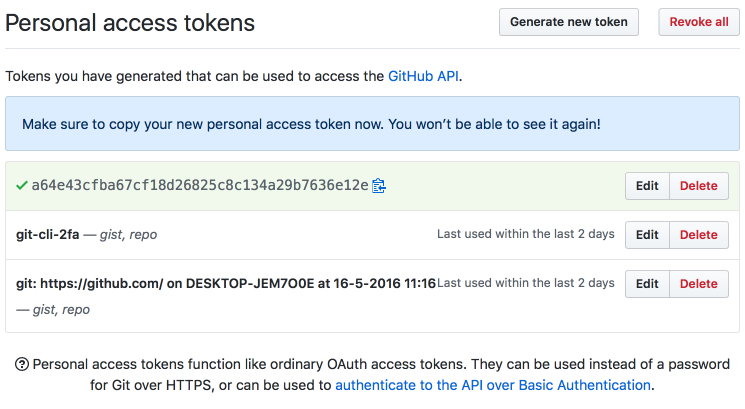 Personal access tokens
Generate new token
Revoke all
Tokens you have generated that can be used to access the GitHub API.
Make sure to copy your new personal access token now. You won’t be able to see it again!
a64e43cfba67cf18d26825c8c134a29b7636e12e
Edit
Delete
git-cli-2fa — gist, repo
Last used within the last 2 days
Edit
Delete
git: https://github.com/ on DESKTOP-JEM7O0E at 16-5-2016 11:16
Last used within the last 2 days
Edit
Delete
— gist, repo
Personal access tokens function like ordinary OAuth access tokens. They can be used instead of a password
for Git over HTTPS, or can be used to authenticate to the API over Basic Authentication.